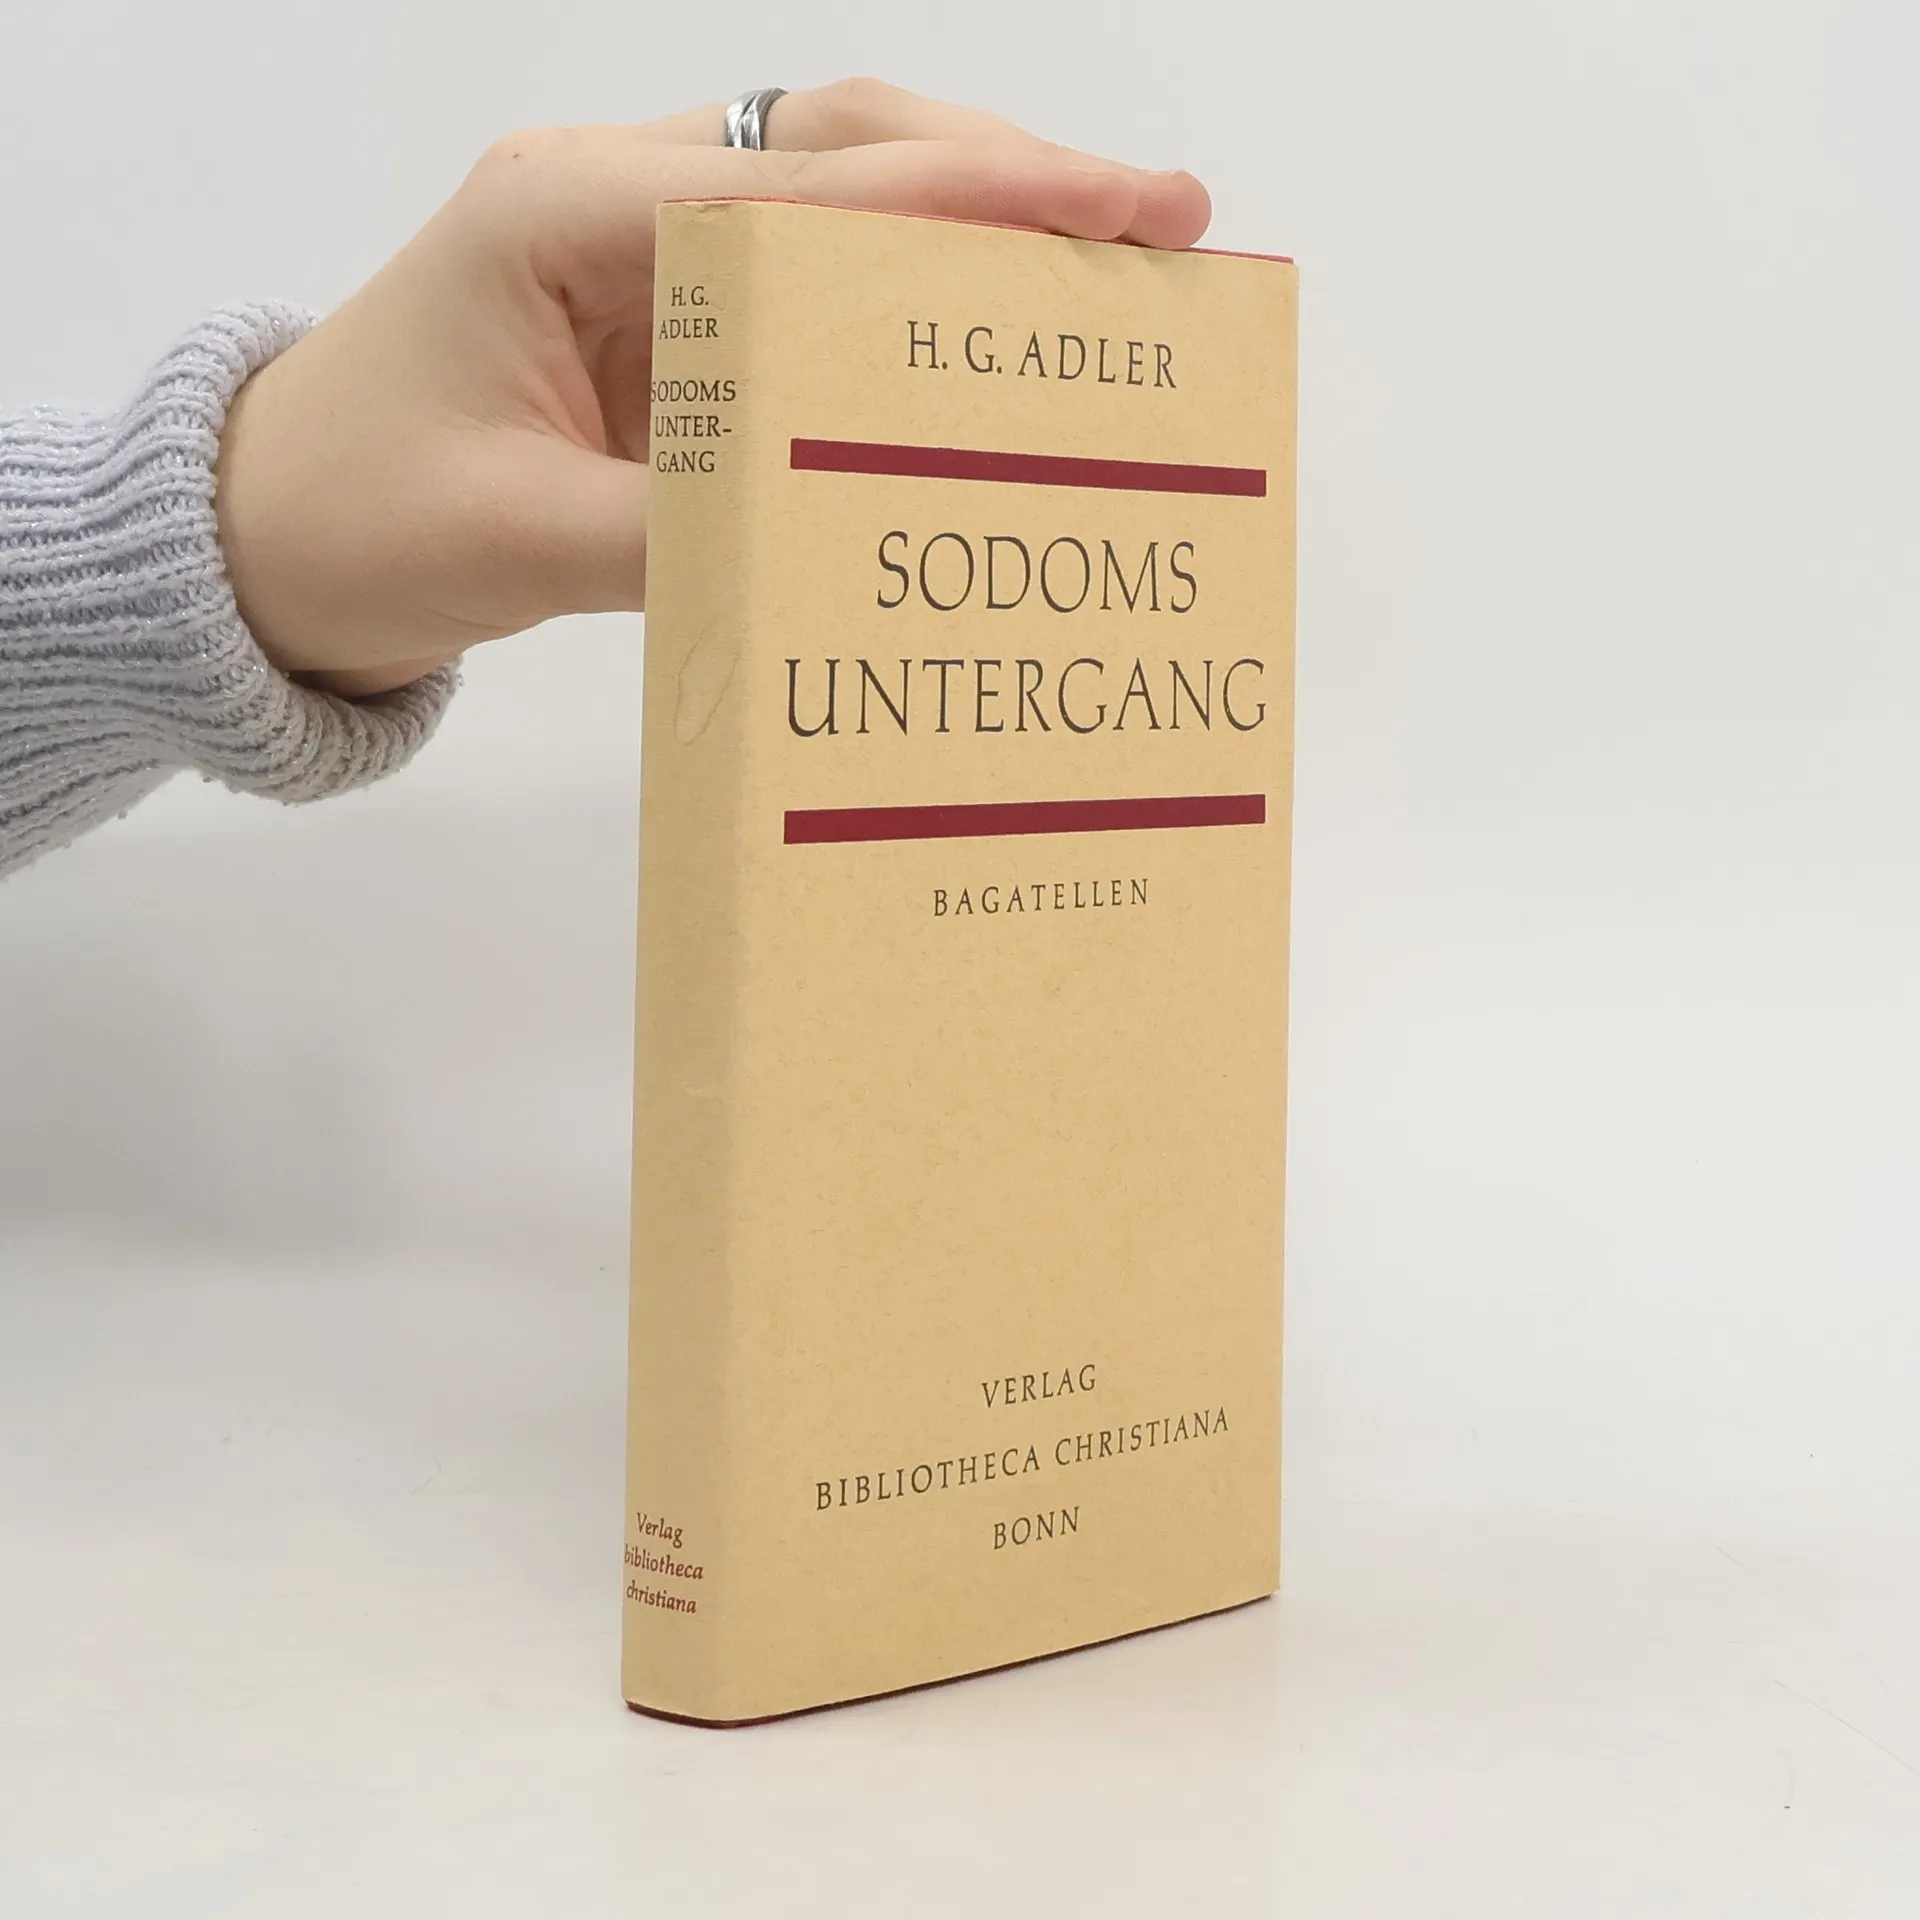 H. G.
ADLER
SODOMS
UNTER-
GANG
Verlag
bibliotheca
christiana
H. G. ADLER
SODOMS
UNTERGANG
BAGATELLEN
VERLAG
BIBLIOTHECA CHRISTIANA
BONN